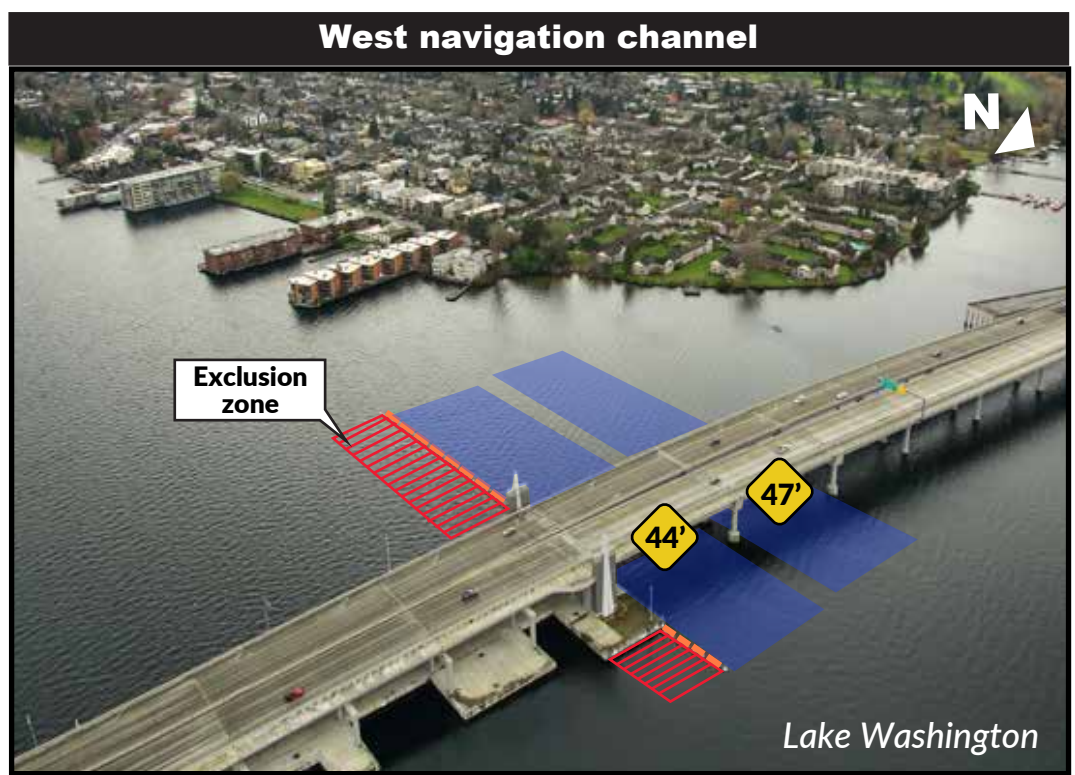 West navigation channel
N
Exclusion
zone
47’
44’
Lake Washington